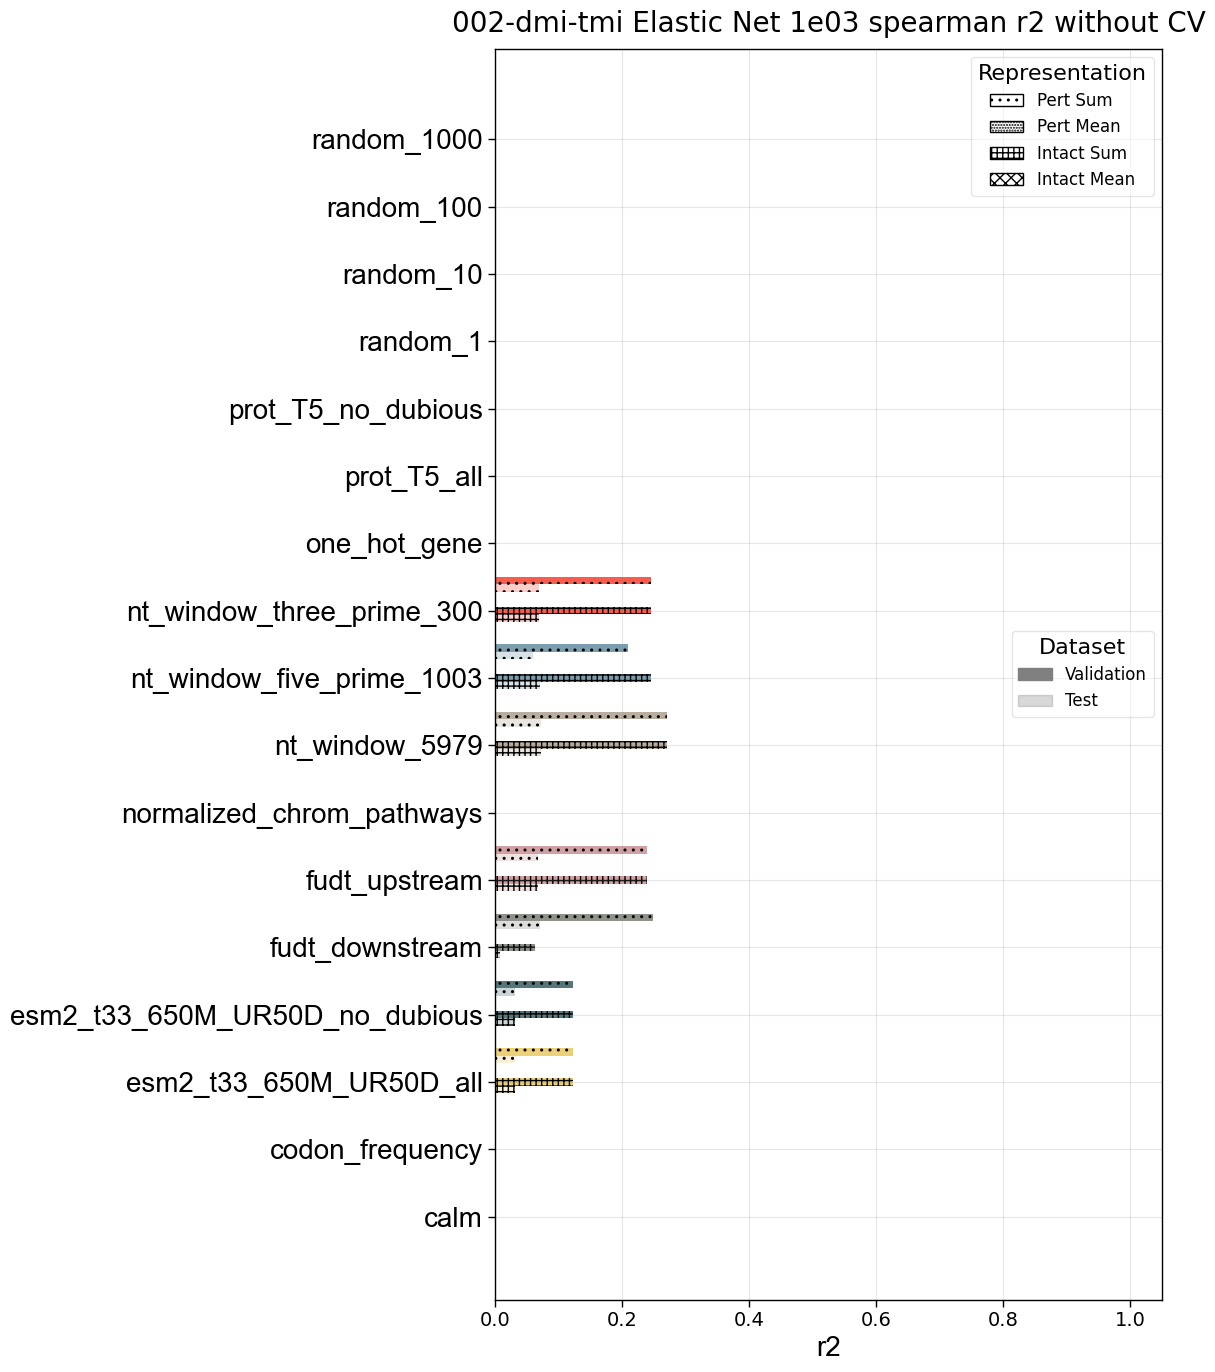 002-dmi-tmi Elastic Net 1e03 spearman r2 without CV
Representation
Pert Sum
Pert Mean
Intact Sum
Intact Mean
random_1000
random_100
random_10
random_1
prot_T5_no_dubious
prot_T5_all
one_hot_gene
nt_window_three_prime_300
nt_window_five_prime_1003
nt_window_5979
normalized_chrom_pathways
fudt_upstream
fudt_downstream
esm2_t33_650M_UR50D_no_dubious
esm2_t33_650M_UR50D_all
codon_frequency
calm
Dataset
Validation
Test
0.0 0.2 0.4 0.6 0.8 1.0
r2